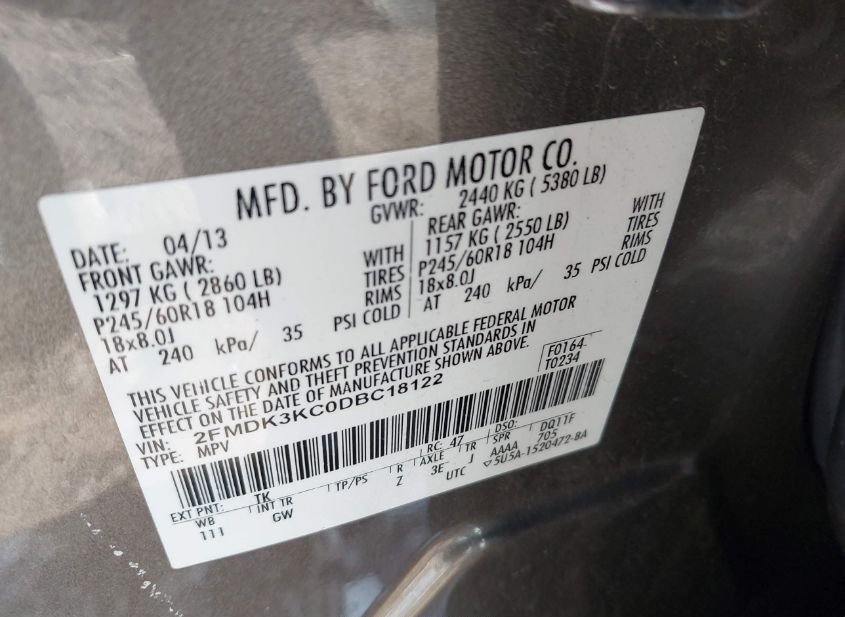 MFD. BY FORD MOTOR CO.
DATE: 04/13 GVWR: 2440 KG ( 5380 LB)
FRONT GAWR: REAR GAWR:
1297 KG ( 2860 LB) WITH 1157 KG ( 2550 LB) WITH
P245/60R18 104H TIRES P245/60R18 104H TIRES
18x8.0J RIMS 18x8.0J RIMS
AT 240 kPa/ 35 PSI COLD AT 240 kPa/ 35 PSI COLD
THIS VEHICLE CONFORMS TO ALL APPLICABLE FEDERAL MOTOR
VEHICLE SAFETY AND THEFT PREVENTION STANDARDS IN
EFFECT ON THE DATE OF MANUFACTURE SHOWN ABOVE.
F0164
T0234
VIN: 2FMDK3KC0DBC18122
TYPE: MPV
EXT PNT: TK RC: 47 DSO:
WB INT TR TP/PS R AXLE TR SPR AAAA 705 DQ11F
111 GW Z 3E J UTC ▽5U5A-1520472-BA